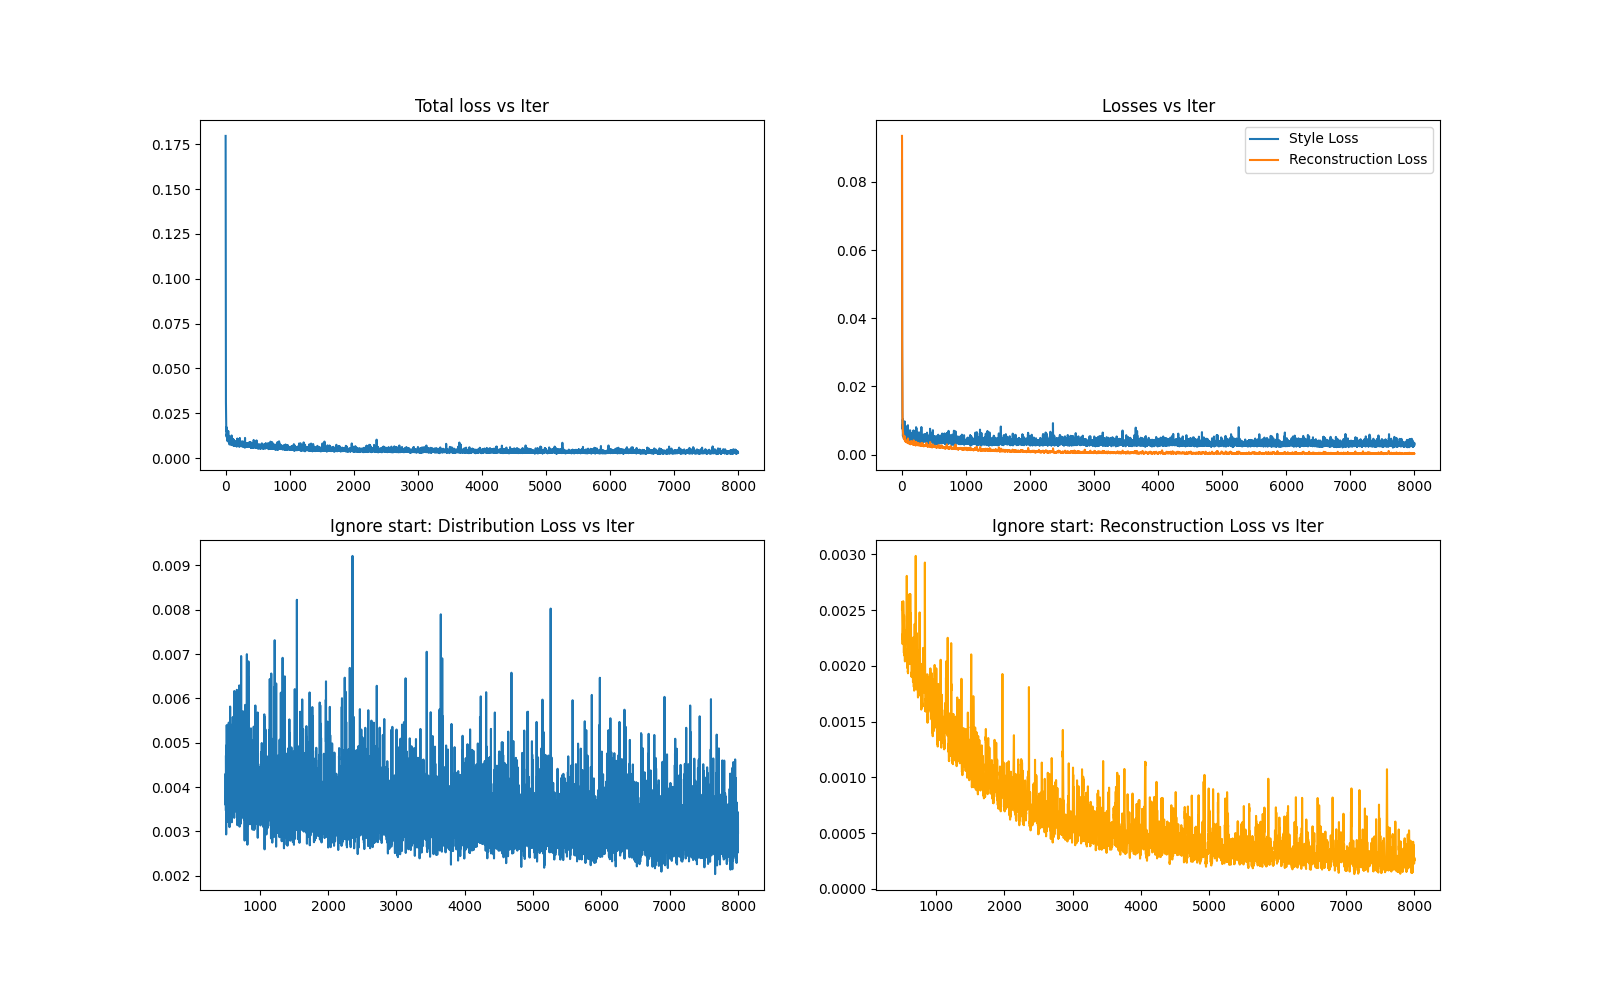 Total loss vs Iter
0.175
0.150
0.125
0.100
0.075
0.050
0.025
0.000
0 1000 2000 3000 4000 5000 6000 7000 8000
Losses vs Iter
Style Loss
Reconstruction Loss
0.08
0.06
0.04
0.02
0.00
0 1000 2000 3000 4000 5000 6000 7000 8000
Ignore start: Distribution Loss vs Iter
0.009
0.008
0.007
0.006
0.005
0.004
0.003
0.002
1000 2000 3000 4000 5000 6000 7000 8000
Ignore start: Reconstruction Loss vs Iter
0.0030
0.0025
0.0020
0.0015
0.0010
0.0005
0.0000
1000 2000 3000 4000 5000 6000 7000 8000